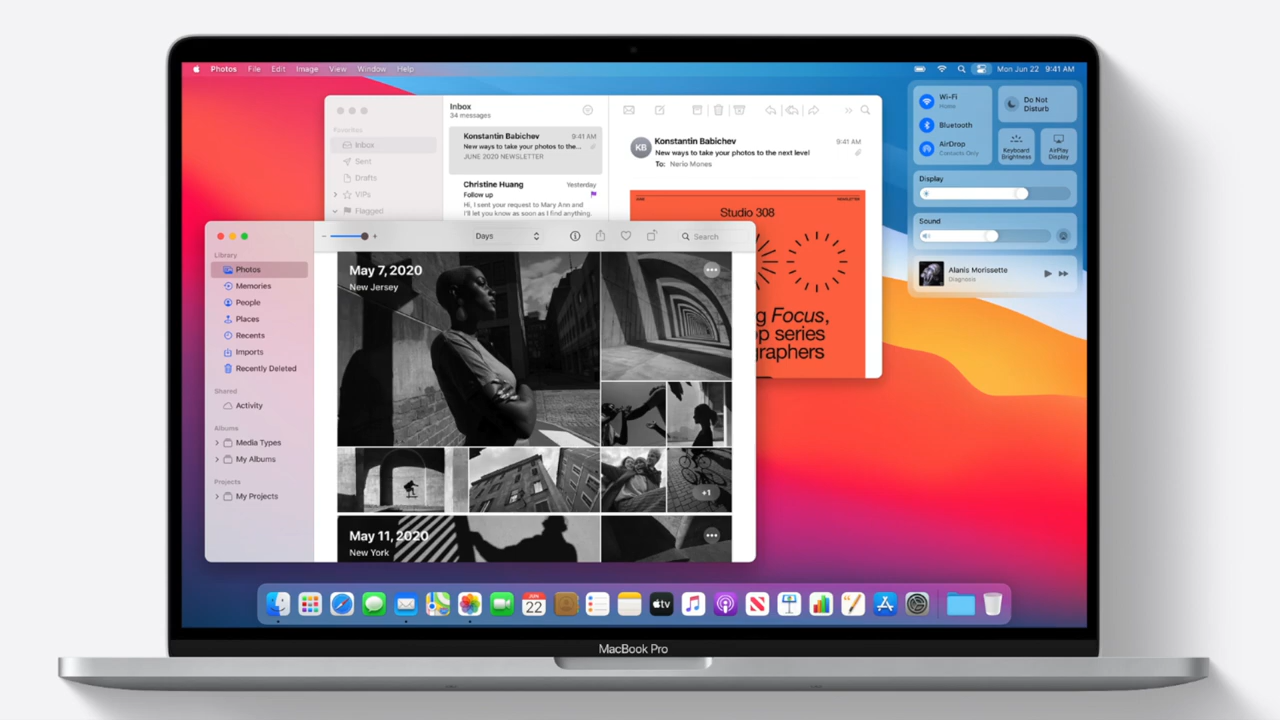 Photos File Edit Image View Window Help
Mon Jun 22 9:41 AM
Favorites
Inbox
Sent
Drafts
VIPs
Flagged
Inbox
34 messages
Konstantin Babichev 9:41 AM
New ways to take your photos to the...
JUNE 2020 NEWSLETTER
Christine Huang Yesterday
Follow up
Hi, I sent your request to Mary Ann and
I'll let you know as soon as I find anything.
KB
Konstantin Babichev 9:41 AM
New ways to take your photos to the next level
To: Nerio Mones
JUNE NEWSLETTER
Studio 308
g Focus,
op series
graphers
Wi-Fi
Home
Bluetooth
AirDrop
Contacts Only
Do Not
Disturb
Keyboard
Brightness
AirPlay
Display
Display
Sound
Alanis Morissette
Diagnosis
Days
Search
Library
Photos
Memories
People
Places
Recents
Imports
Recently Deleted
Shared
Activity
Albums
Media Types
My Albums
Projects
My Projects
May 7, 2020
New Jersey
+1
May 11, 2020
New York
JUN
22
tv
MacBook Pro